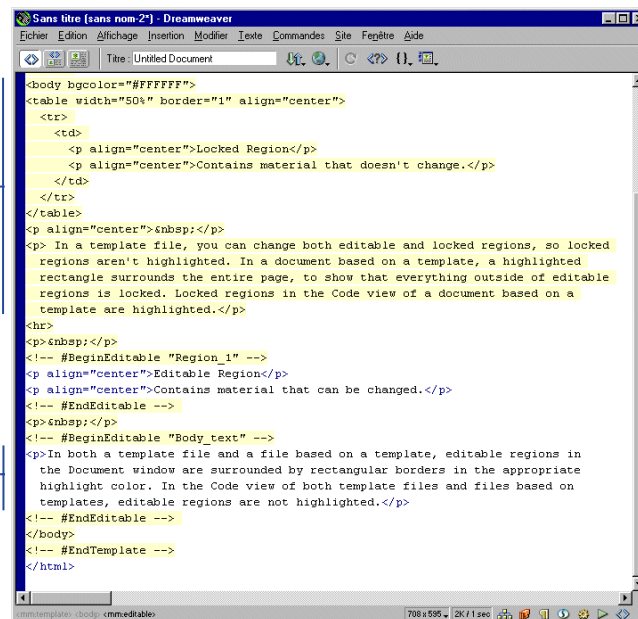 Sans titre (sans nom-2*) - Dreamweaver
Fichier Edition Affichage Insertion Modifier Texte Commandes Site Fenêtre Aide
Titre : Untitled Document
<body bgcolor="#FFFFFF">
<table width="50%" border="1" align="center">
<tr>
<td>
<p align="center">Locked Region</p>
<p align="center">Contains material that doesn't change.</p>
</td>
</tr>
</table>
<p align="center">&nbsp;</p>
<p> In a template file, you can change both editable and locked regions, so locked
regions aren't highlighted. In a document based on a template, a highlighted
rectangle surrounds the entire page, to show that everything outside of editable
regions is locked. Locked regions in the Code view of a document based on a
template are highlighted.</p>
<hr>
<p>&nbsp;</p>
<!-- #BeginEditable "Region_1" -->
<p align="center">Editable Region</p>
<p align="center">Contains material that can be changed.</p>
<!-- #EndEditable -->
<p>&nbsp;</p>
<!-- #BeginEditable "Body_text" -->
<p>In both a template file and a file based on a template, editable regions in
the Document window are surrounded by rectangular borders in the appropriate
highlight color. In the Code view of both template files and files based on
templates, editable regions are not highlighted.</p>
<!-- #EndEditable -->
</body>
<!-- #EndTemplate -->
</html>
<mm:template> <body> <mm:editable> 708 x 595 2K / 1 sec